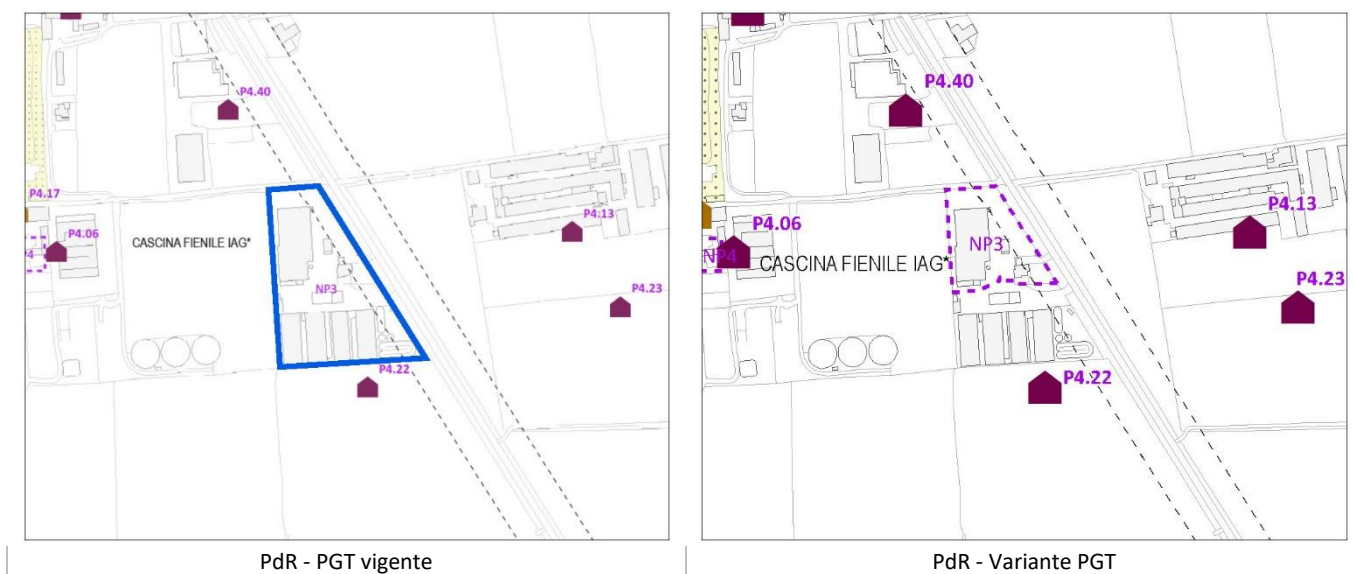 P4.40
P4.17
P4.06
P4.13
CASCINA FIENILE IAG*
NP3
P4.23
P4.22
PdR - PGT vigente
P4.40
P4.13
P4.06
NP3
NP4
CASCINA FIENILE IAG*
P4.23
P4.22
PdR - Variante PGT